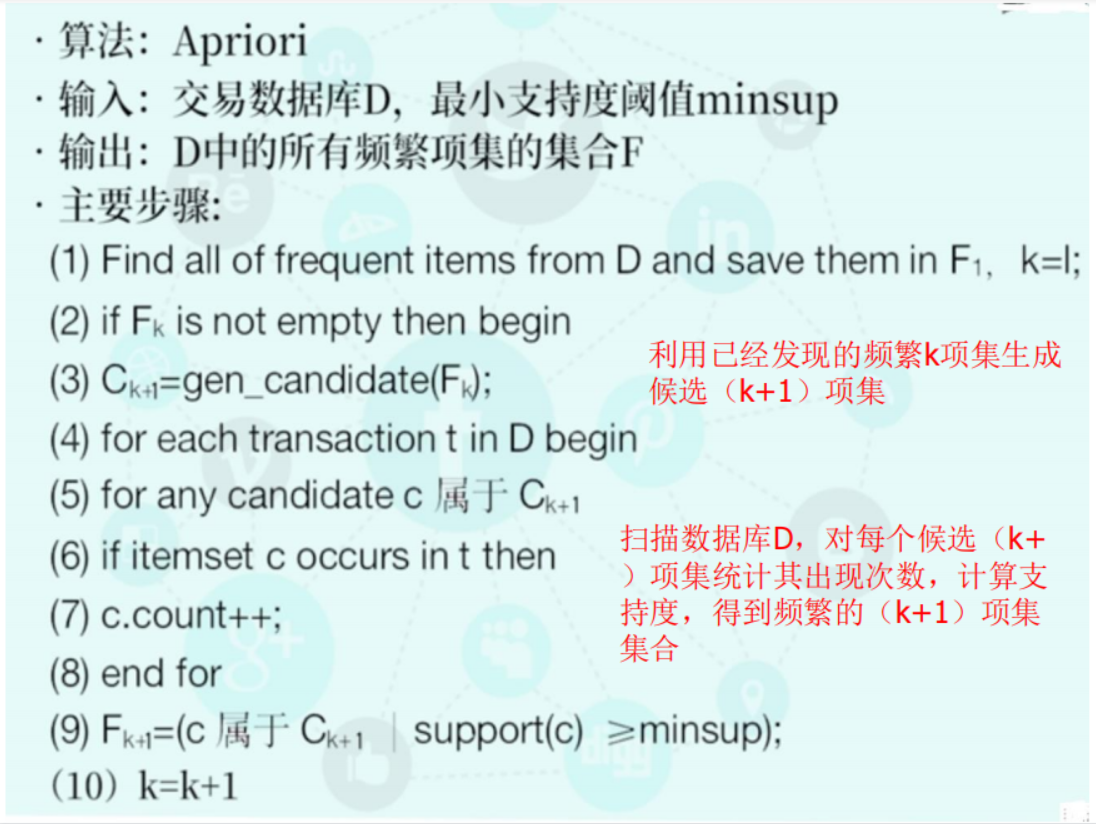 · 算法：Apriori
· 输入：交易数据库D，最小支持度阈值minsup
· 输出：D中的所有频繁项集的集合F
· 主要步骤:
(1) Find all of frequent items from D and save them in F₁, k=l;
(2) if Fk is not empty then begin
(3) Ck+1=gen_candidate(Fk);
利用已经发现的频繁k项集生成
候选（k+1）项集
(4) for each transaction t in D begin
(5) for any candidate c 属于 Ck+1
(6) if itemset c occurs in t then
(7) c.count++;
(8) end for
扫描数据库D，对每个候选（k+
）项集统计其出现次数，计算支
持度，得到频繁的（k+1）项集
集合
(9) Fk+1=(c 属于 Ck+1 | support(c) ≥minsup);
(10) k=k+1